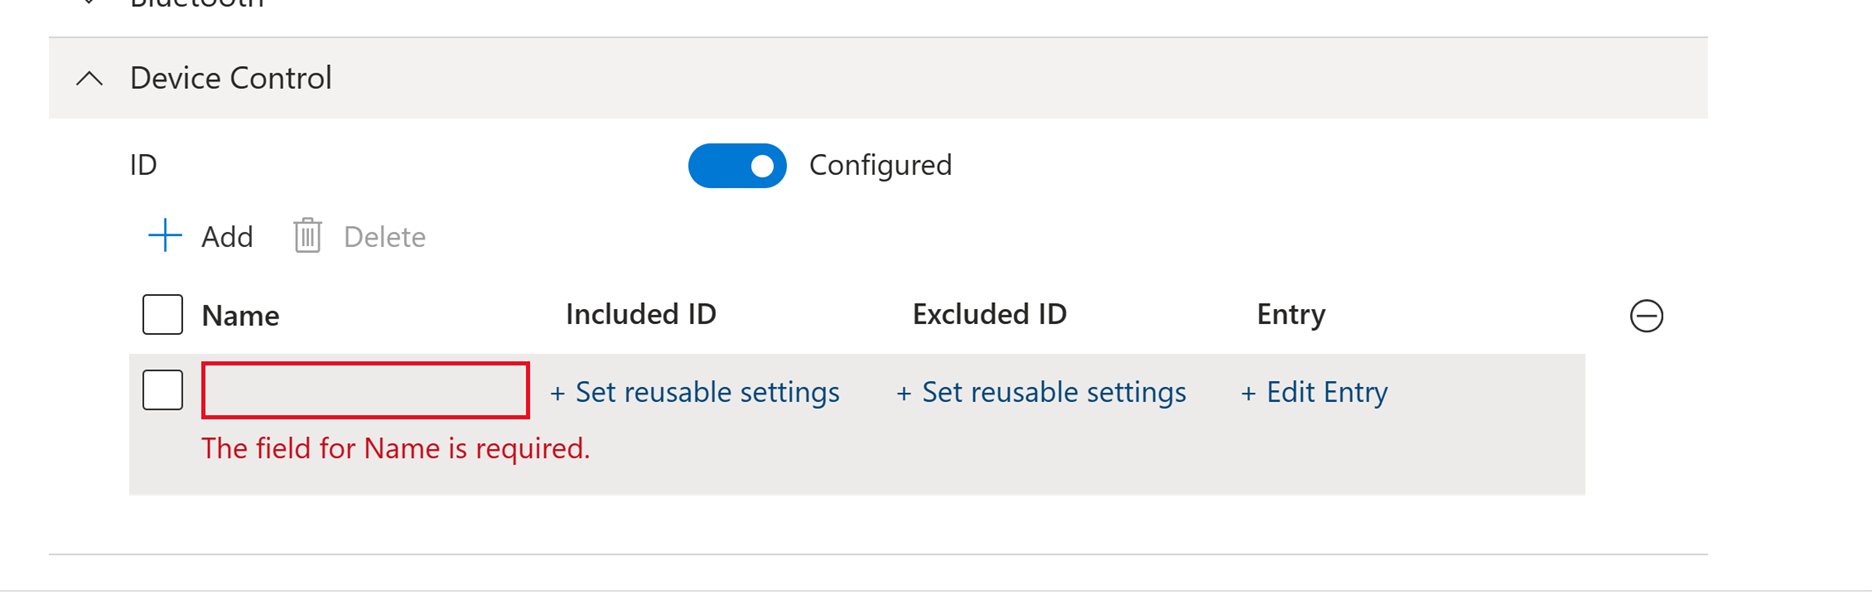 Bluetooth
Device Control
ID Configured
Add Delete
Name Included ID Excluded ID Entry
+ Set reusable settings + Set reusable settings + Edit Entry
The field for Name is required.